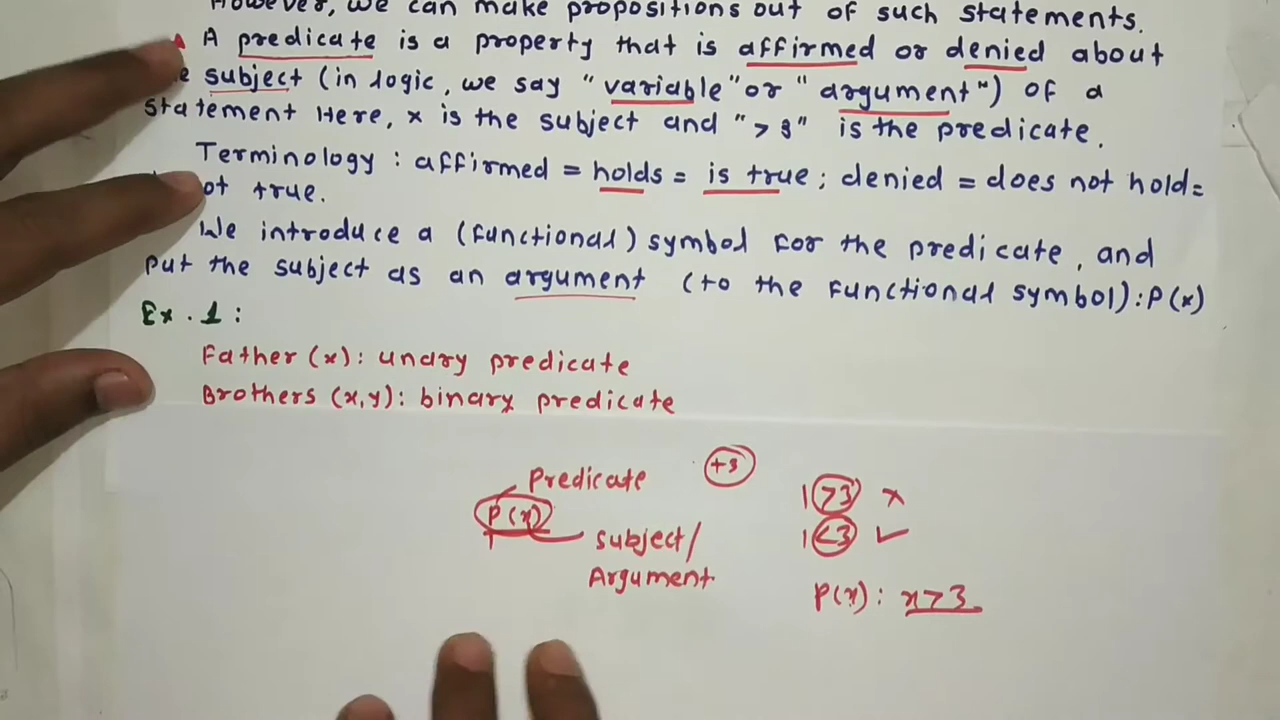 However, we can make propositions out of such statements.
A predicate is a property that is affirmed or denied about
subject (in logic, we say "variable" or "argument") of a
statement Here, x is the subject and ">3" is the predicate.
Terminology : affirmed = holds = is true; denied = does not hold=
true.
We introduce a (functional) symbol for the predicate, and
put the subject as an argument (to the functional symbol): P(x)
Ex. 1:
Father (x): unary predicate
Brothers (x,y): binary predicate
Predicate
P(x)
subject/
Argument
+3
1 >3 ×
1 <3 ✓
P(x): x>3